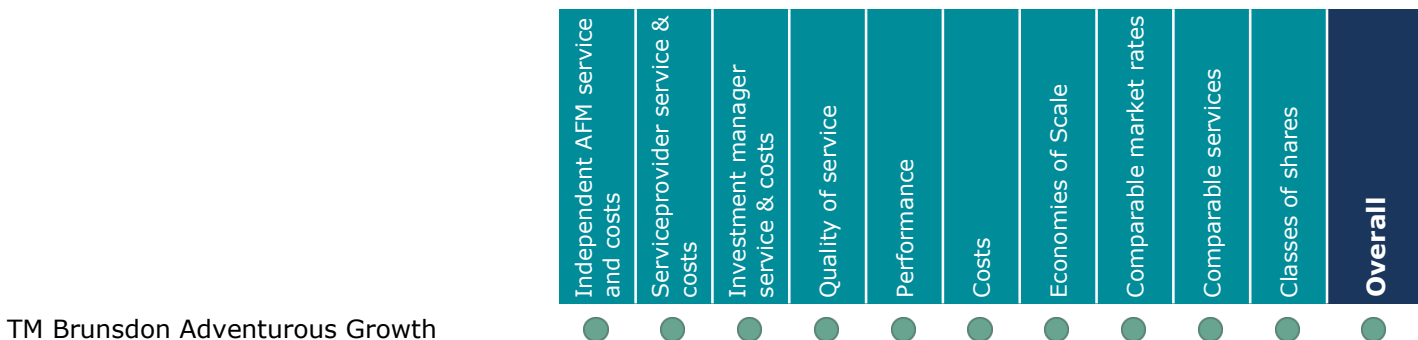 Independent AFM service
and costs
Serviceprovider service &
costs
Investment manager
service & costs
Quality of service
Performance
Costs
Economies of Scale
Comparable market rates
Comparable services
Classes of shares
Overall
TM Brunsdon Adventurous Growth